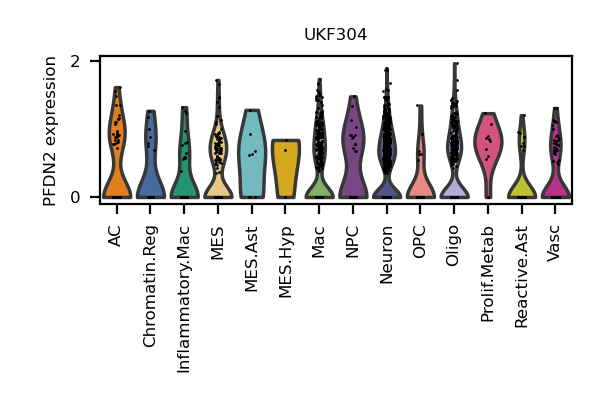 UKF304
PFDN2 expression
2
0
AC
Chromatin.Reg
Inflammatory.Mac
MES
MES.Ast
MES.Hyp
Mac
NPC
Neuron
OPC
Oligo
Prolif.Metab
Reactive.Ast
Vasc